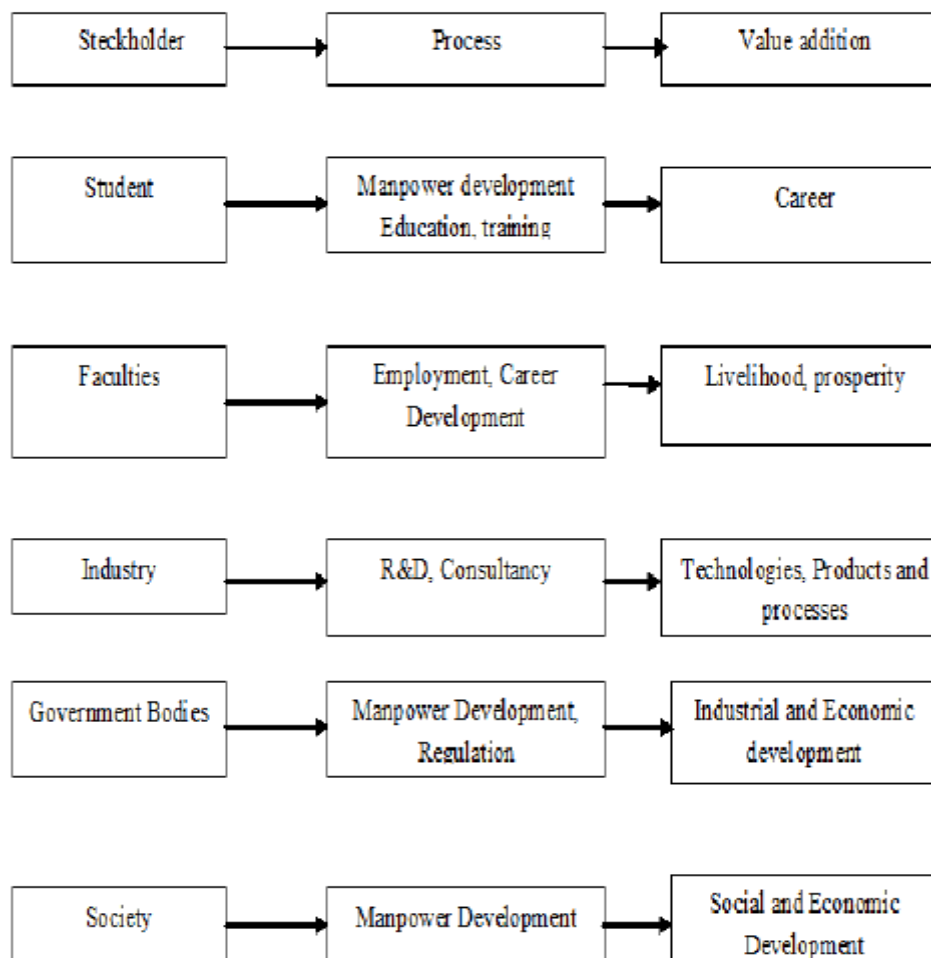 Steckholder
Process
Value addition
Student
Manpower development
Education, training
Career
Faculties
Employment, Career
Development
Livelihood, prosperity
Industry
R&D, Consultancy
Technologies, Products and
processes
Government Bodies
Manpower Development,
Regulation
Industrial and Economic
development
Society
Manpower Development
Social and Economic
Development